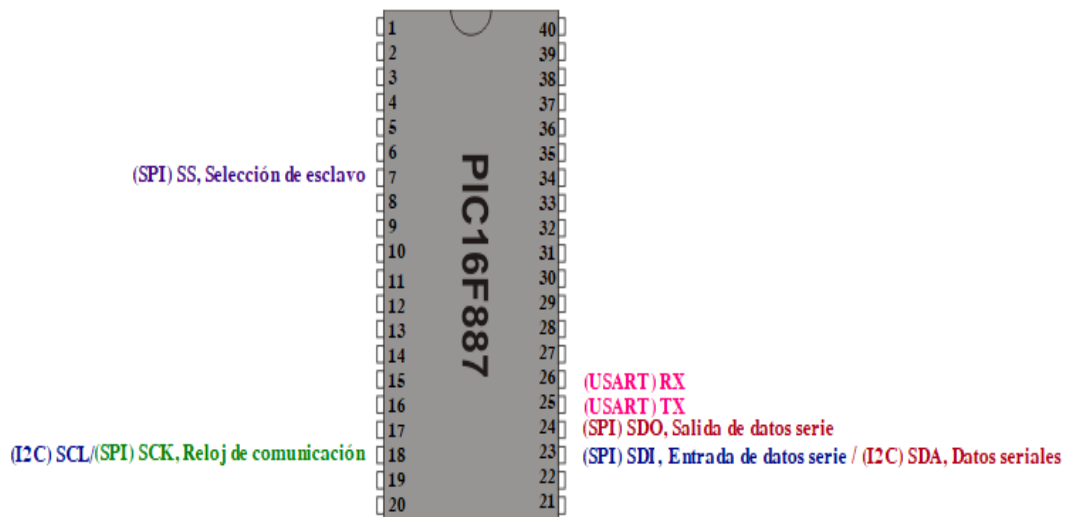 1 40
2 39
3 38
4 37
5 36
6 35
(SPI) SS, Selección de esclavo 7 34
8 33
9 32
10 31
11 30
12 29
13 28
14 27
15 26 (USART) RX
16 25 (USART) TX
17 24 (SPI) SDO, Salida de datos serie
(I2C) SCL/(SPI) SCK, Reloj de comunicación 18 23 (SPI) SDI, Entrada de datos serie / (I2C) SDA, Datos seriales
19 22
20 21
PIC16F887